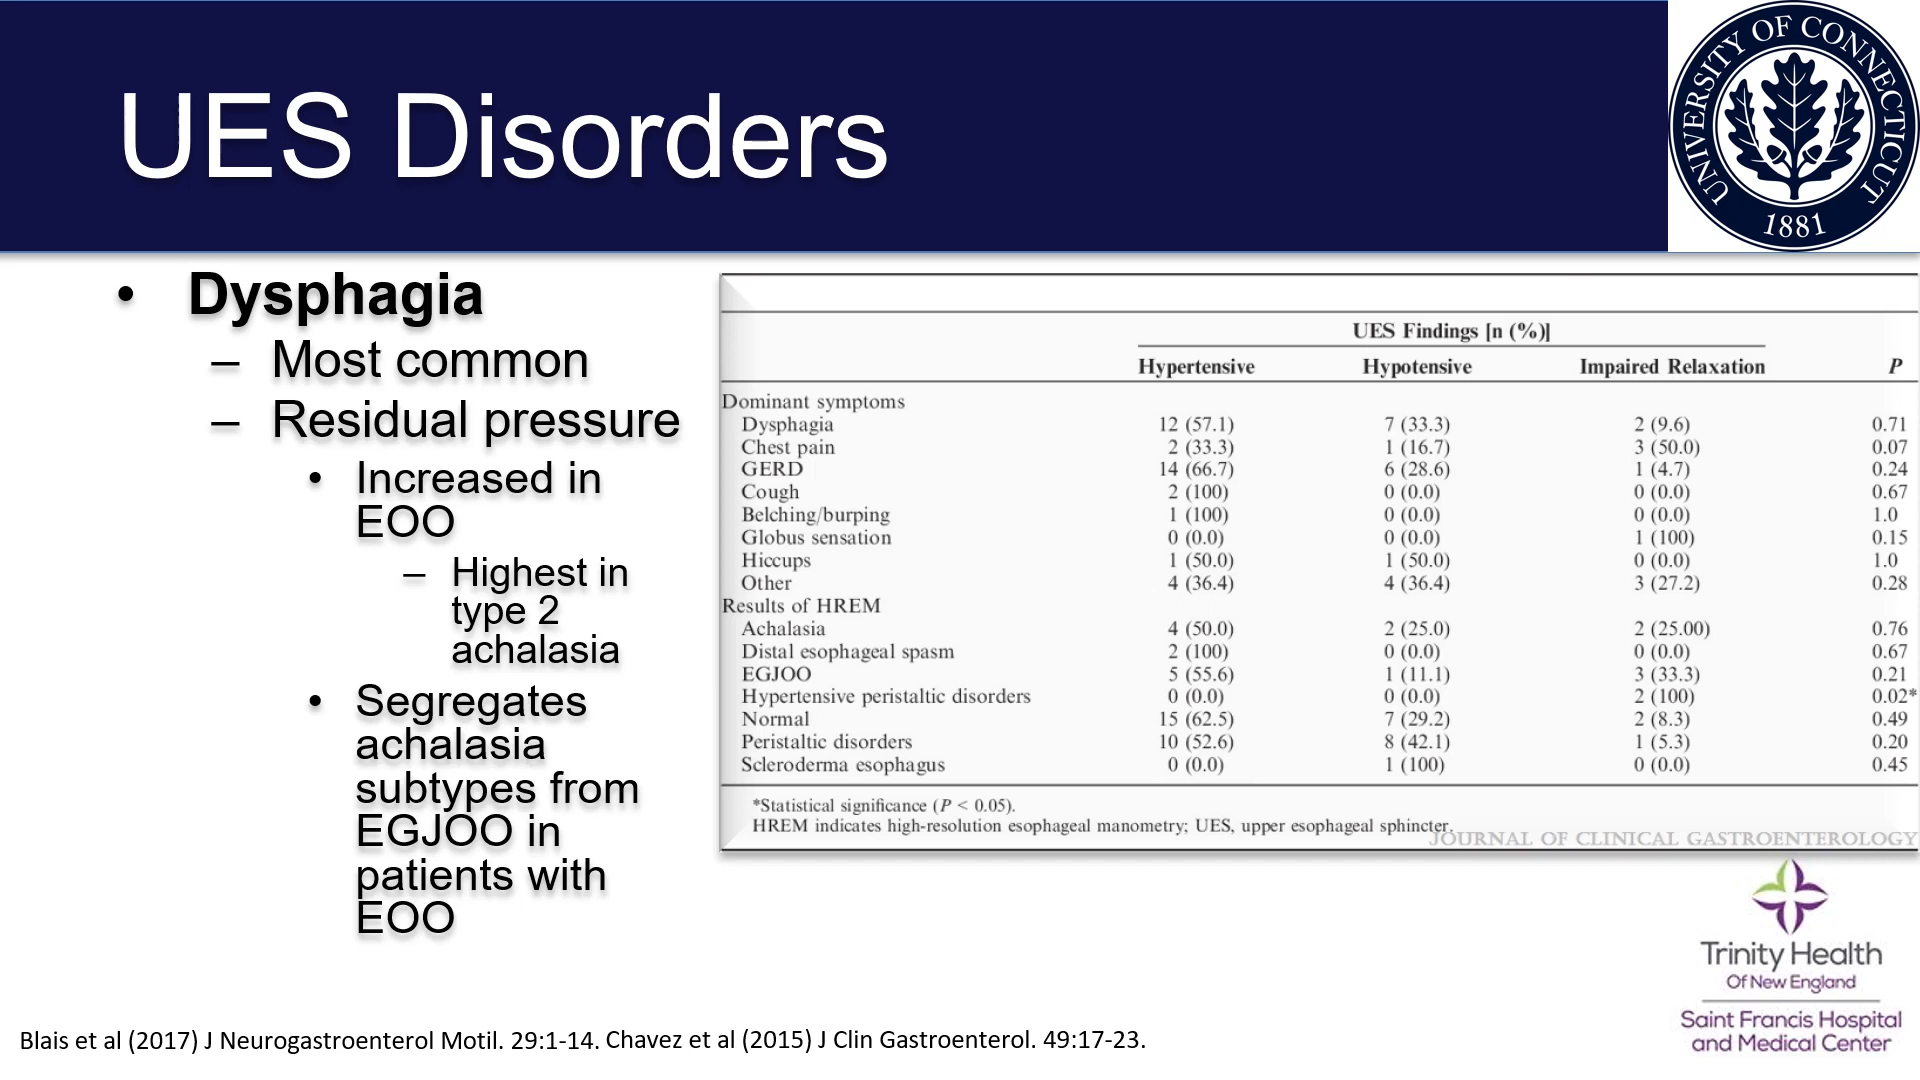 UES Disorders
UNIVERSITY OF CONNECTICUT
1881
• Dysphagia
– Most common
– Residual pressure
• Increased in
EOO
– Highest in
type 2
achalasia
• Segregates
achalasia
subtypes from
EGJOO in
patients with
EOO
UES Findings [n (%)]
Hypertensive Hypotensive Impaired Relaxation P
Dominant symptoms
Dysphagia 12 (57.1) 7 (33.3) 2 (9.6) 0.71
Chest pain 2 (33.3) 1 (16.7) 3 (50.0) 0.07
GERD 14 (66.7) 6 (28.6) 1 (4.7) 0.24
Cough 2 (100) 0 (0.0) 0 (0.0) 0.67
Belching/burping 1 (100) 0 (0.0) 0 (0.0) 1.0
Globus sensation 0 (0.0) 0 (0.0) 1 (100) 0.15
Hiccups 1 (50.0) 1 (50.0) 0 (0.0) 1.0
Other 4 (36.4) 4 (36.4) 3 (27.2) 0.28
Results of HREM
Achalasia 4 (50.0) 2 (25.0) 2 (25.00) 0.76
Distal esophageal spasm 2 (100) 0 (0.0) 0 (0.0) 0.67
EGJOO 5 (55.6) 1 (11.1) 3 (33.3) 0.21
Hypertensive peristaltic disorders 0 (0.0) 0 (0.0) 2 (100) 0.02*
Normal 15 (62.5) 7 (29.2) 2 (8.3) 0.49
Peristaltic disorders 10 (52.6) 8 (42.1) 1 (5.3) 0.20
Scleroderma esophagus 0 (0.0) 1 (100) 0 (0.0) 0.45
*Statistical significance (P < 0.05).
HREM indicates high-resolution esophageal manometry; UES, upper esophageal sphincter.
JOURNAL OF CLINICAL GASTROENTEROLOGY
Trinity Health
Of New England
Saint Francis Hospital
and Medical Center
Blais et al (2017) J Neurogastroenterol Motil. 29:1-14. Chavez et al (2015) J Clin Gastroenterol. 49:17-23.